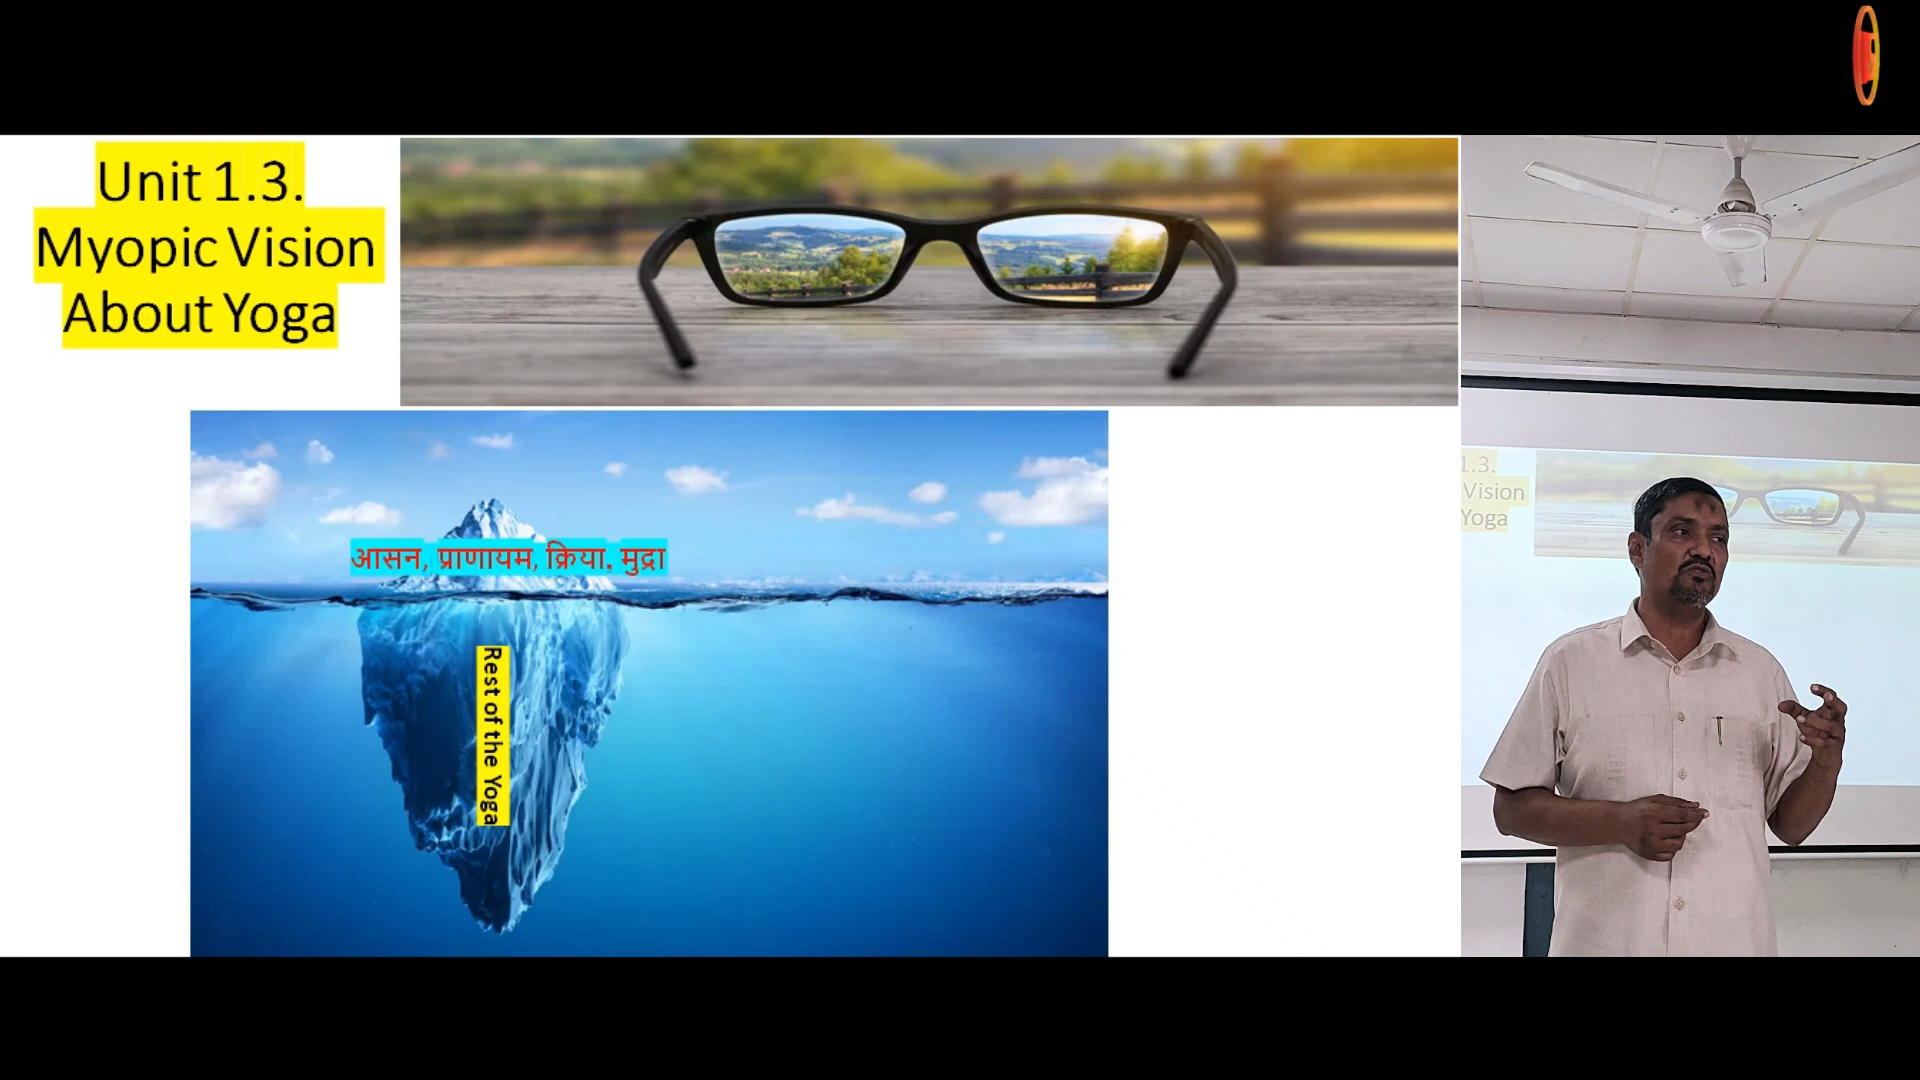 Unit 1.3.
Myopic Vision
About Yoga
आसन, प्राणायम, क्रिया, मुद्रा
Rest of the Yoga
1.3.
Vision
Yoga